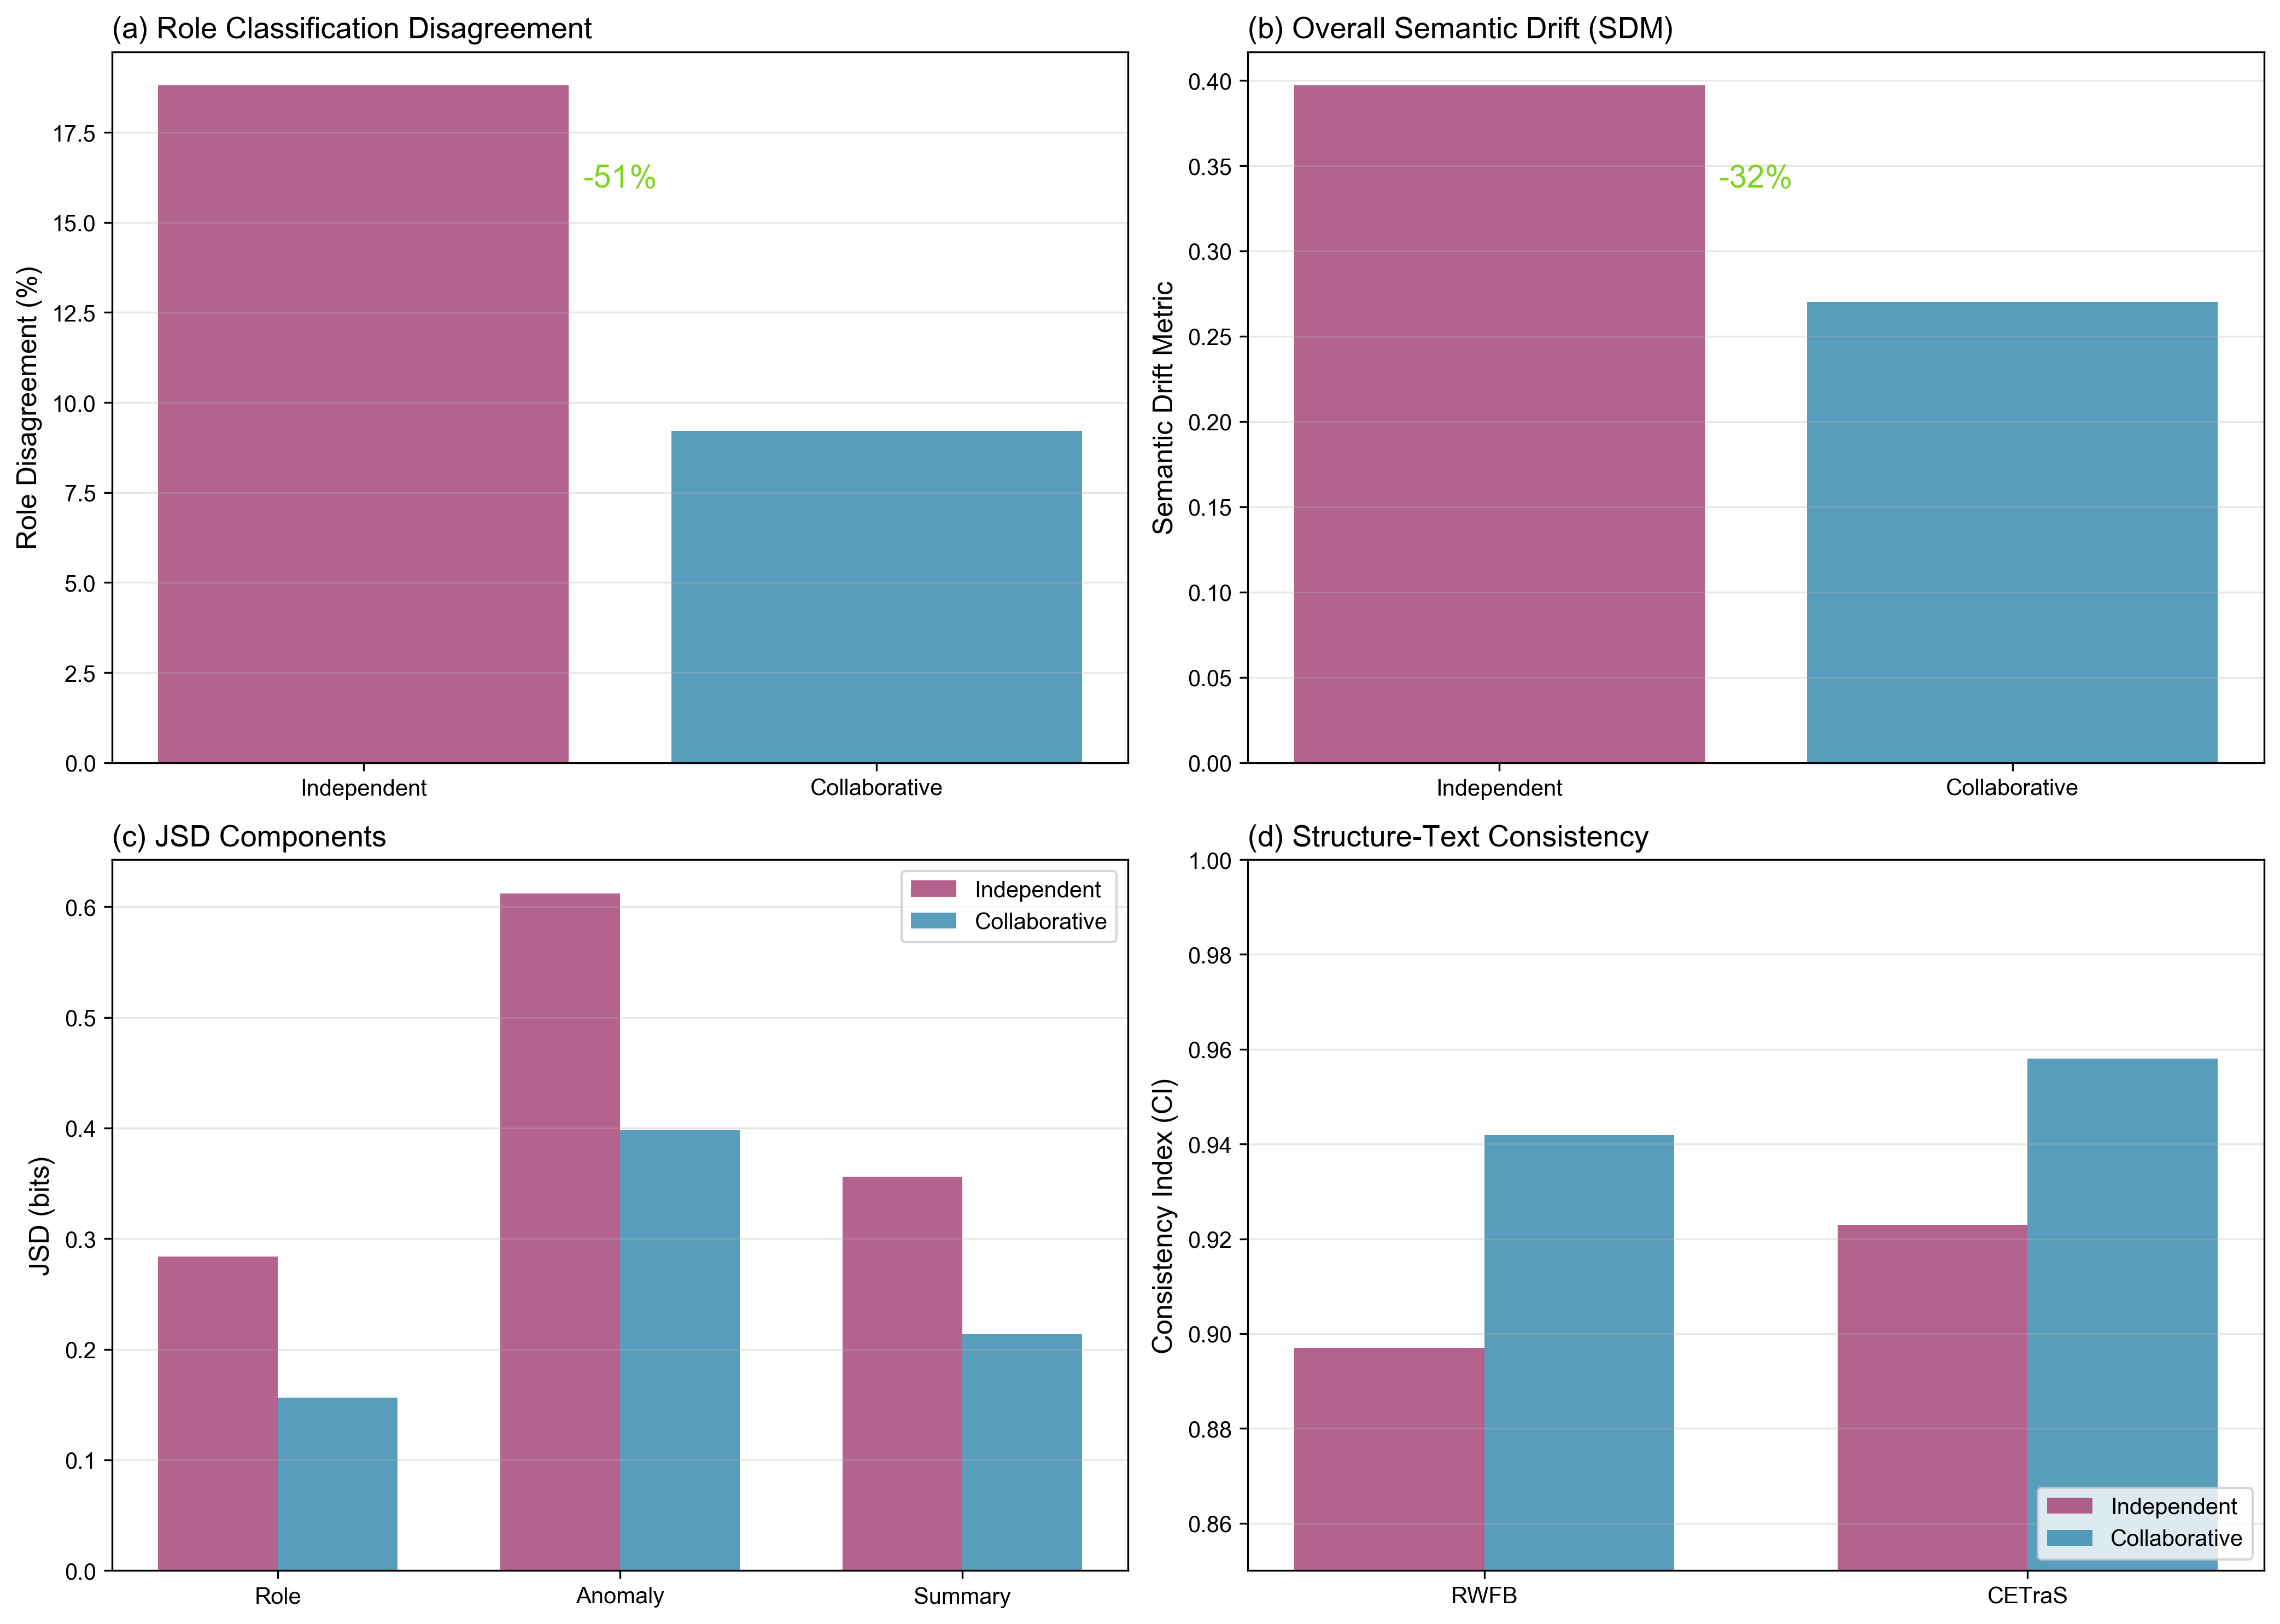 (a) Role Classification Disagreement
Role Disagreement (%)
17.5
15.0
12.5
10.0
7.5
5.0
2.5
0.0
-51%
Independent
Collaborative
(b) Overall Semantic Drift (SDM)
Semantic Drift Metric
0.40
0.35
0.30
0.25
0.20
0.15
0.10
0.05
0.00
-32%
Independent
Collaborative
(c) JSD Components
JSD (bits)
0.6
0.5
0.4
0.3
0.2
0.1
0.0
Independent
Collaborative
Role
Anomaly
Summary
(d) Structure-Text Consistency
Consistency Index (CI)
1.00
0.98
0.96
0.94
0.92
0.90
0.88
0.86
Independent
Collaborative
RWFB
CETraS